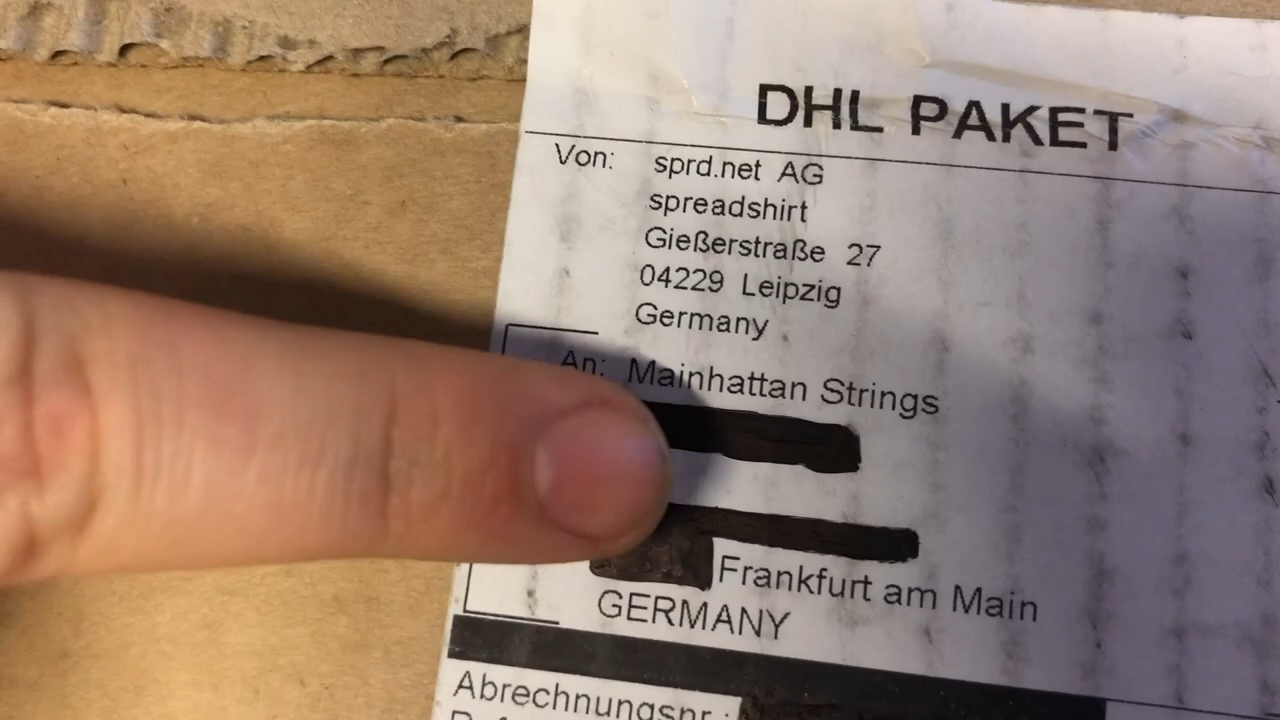 DHL PAKET
Von: sprd.net AG
spreadshirt
Gießerstraße 27
04229 Leipzig
Germany
An: Mainhattan Strings
Frankfurt am Main
GERMANY
Abrechnungsnr.: